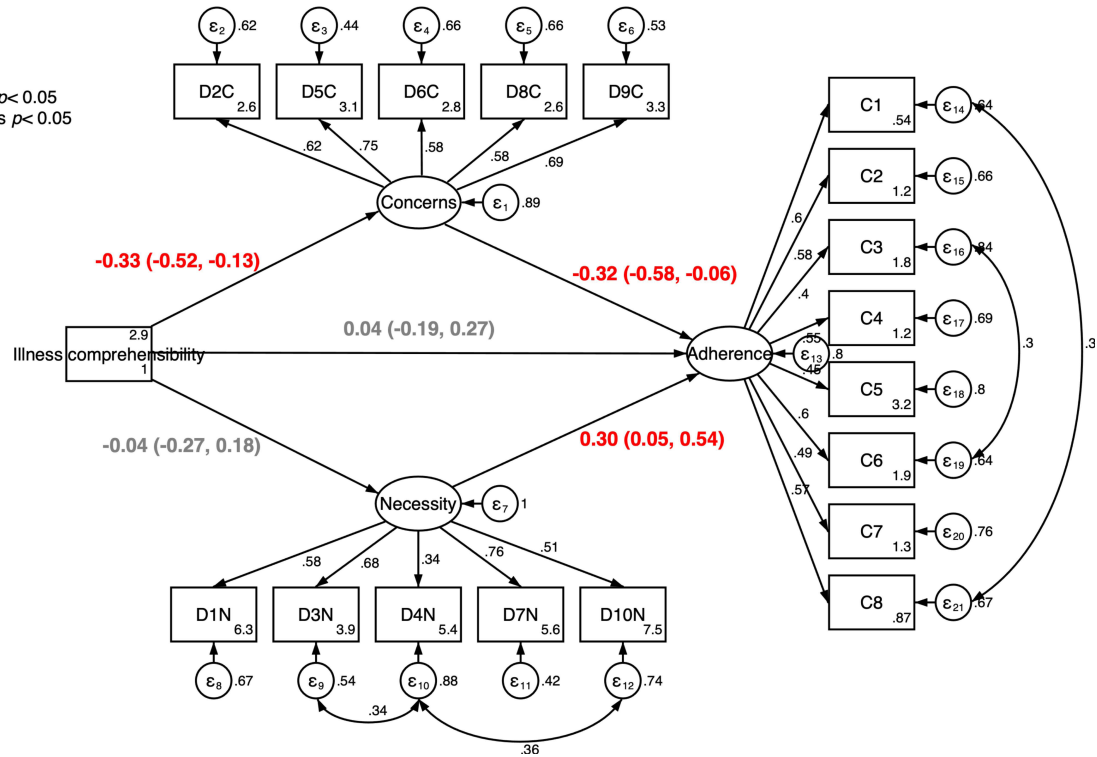 ε2 .62 ε3 .44 ε4 .66 ε5 .66 ε6 .53
D2C D5C D6C D8C D9C
2.6 3.1 2.8 2.6 3.3
p< 0.05
s p< 0.05
.62 .75 .58 .58 .69
Concerns ε1 .89
-0.33 (-0.52, -0.13)
-0.32 (-0.58, -0.06)
0.04 (-0.19, 0.27)
2.9
Illness comprehensibility
1
Adherence ε13 .8
-0.04 (-0.27, 0.18)
0.30 (0.05, 0.54)
Necessity ε7 1
.58 .68 .34 .76 .51
D1N D3N D4N D7N D10N
6.3 3.9 5.4 5.6 7.5
ε8 .67 ε9 .54 ε10 .88 ε11 .42 ε12 .74
.34
.36
.6
.58
.4
.55
.45
.6
.49
.57
C1 .54 ε14 .64
C2 1.2 ε15 .66
C3 1.8 ε16 .84
C4 1.2 ε17 .69
C5 3.2 ε18 .8
C6 1.9 ε19 .64
C7 1.3 ε20 .76
C8 .87 ε21 .67
.3
.3